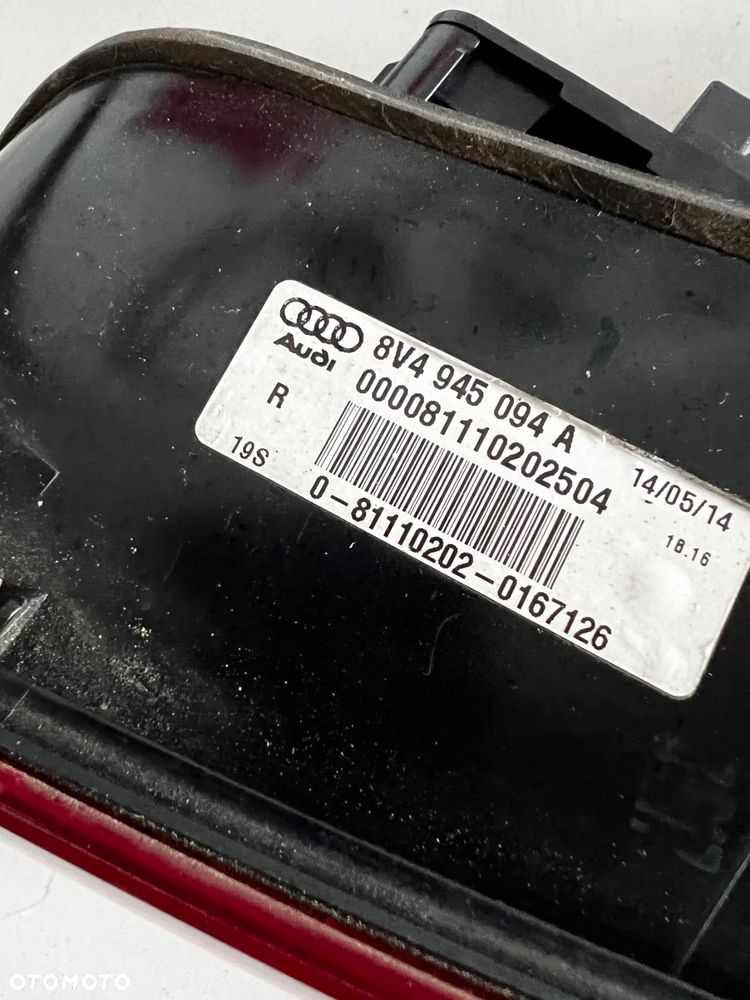 Audi
8V4 945 094 A
R
000081110202504
14/05/14
19S
0-81110202-0167126
18.16
OTOMOTO